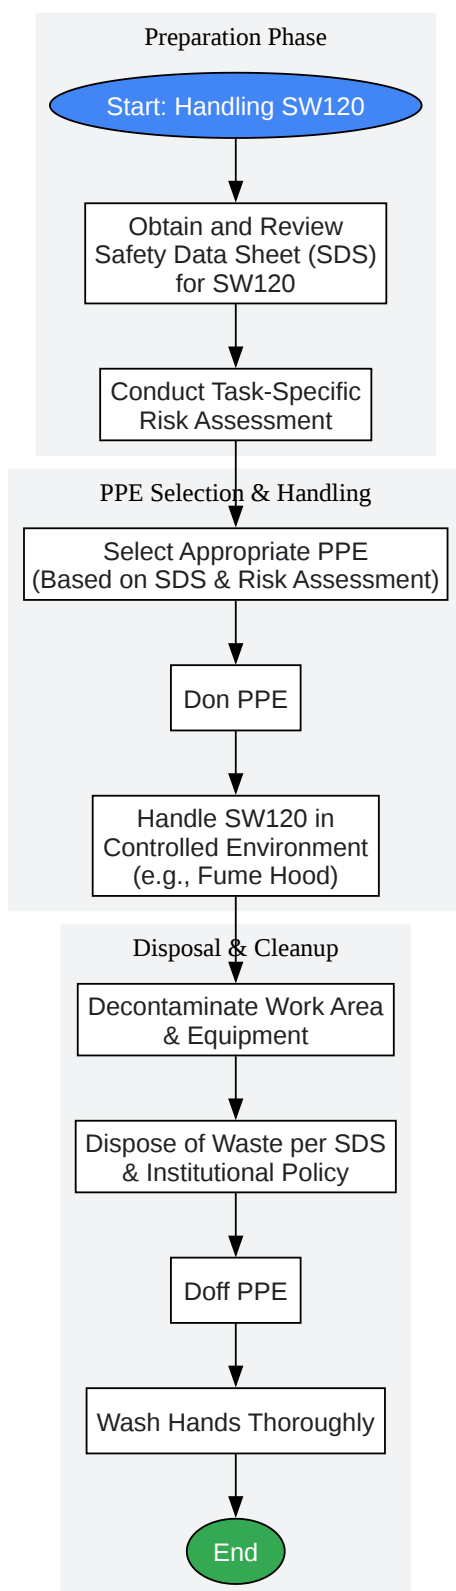 Preparation Phase
Start: Handling SW120
Obtain and Review
Safety Data Sheet (SDS)
for SW120
Conduct Task-Specific
Risk Assessment
PPE Selection & Handling
Select Appropriate PPE
(Based on SDS & Risk Assessment)
Don PPE
Handle SW120 in
Controlled Environment
(e.g., Fume Hood)
Disposal & Cleanup
Decontaminate Work Area
& Equipment
Dispose of Waste per SDS
& Institutional Policy
Doff PPE
Wash Hands Thoroughly
End